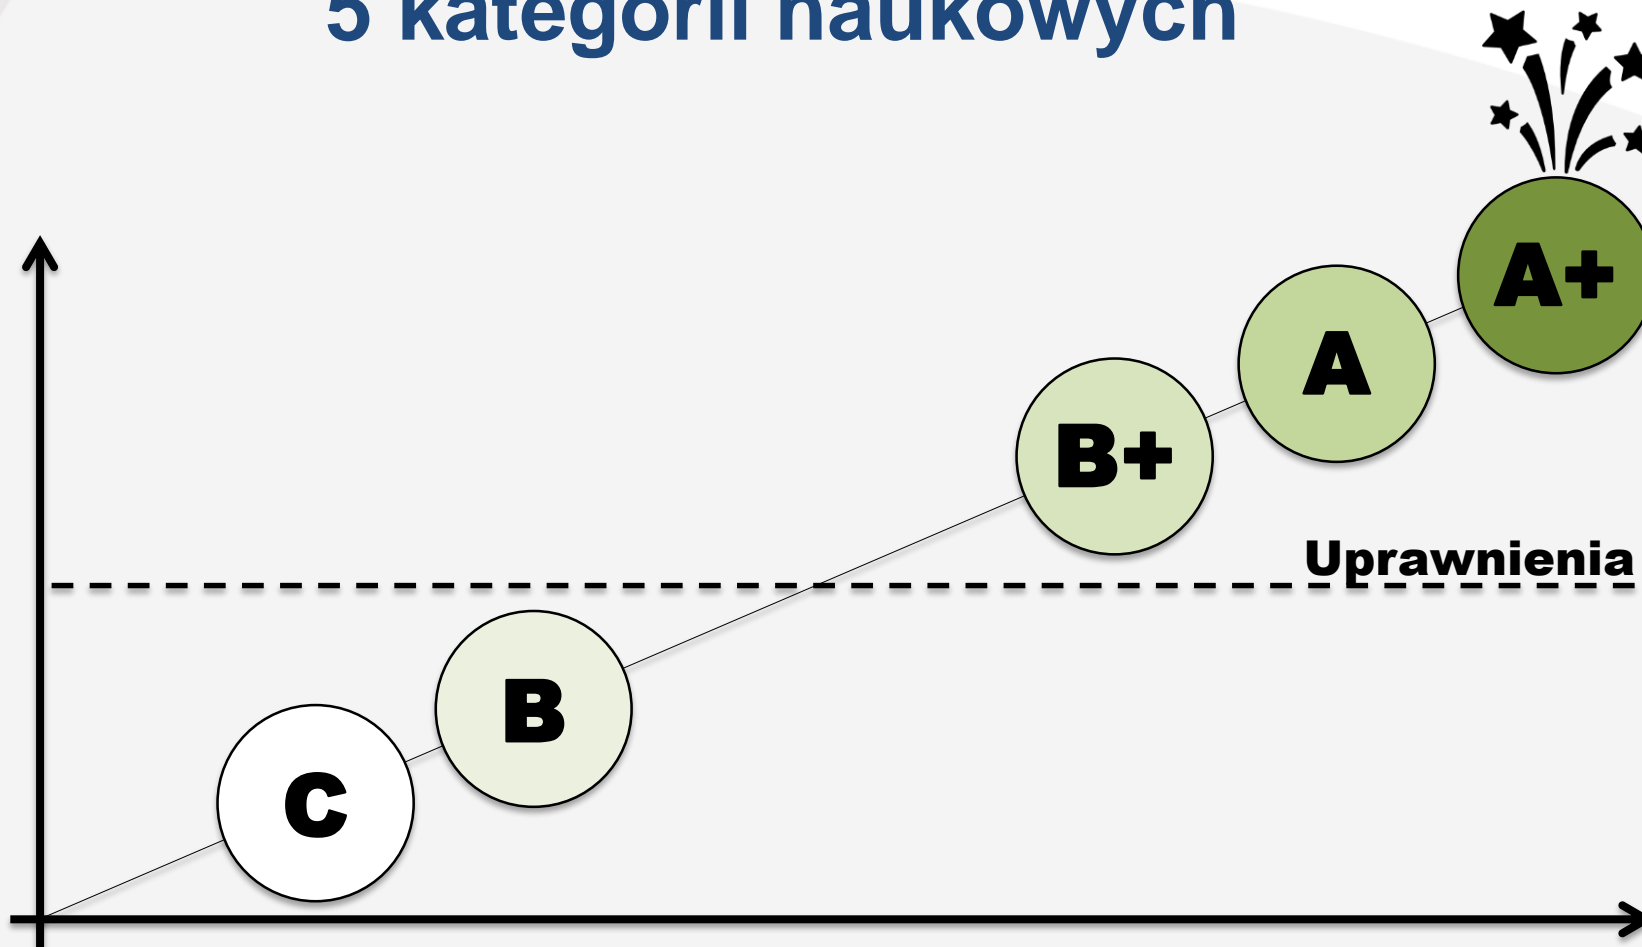 5 kategorii naukowych
A+
A
B+
Uprawnienia
B
C